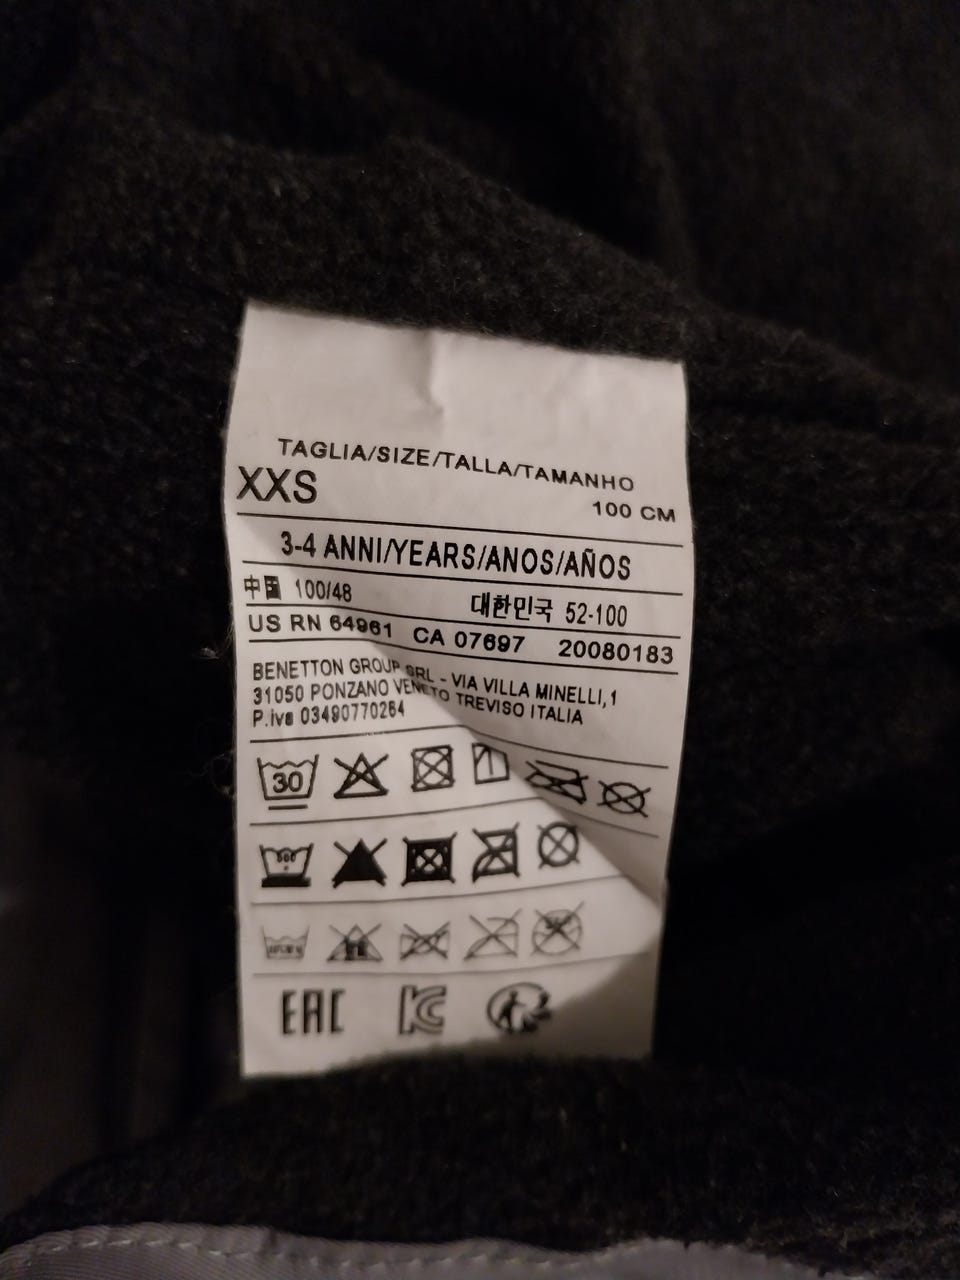 TAGLIA/SIZE/TALLA/TAMANHO
XXS 100 CM
3-4 ANNI/YEARS/ANOS/AÑOS
中国 100/48 대한민국 52-100
US RN 64961 CA 07697 20080183
BENETTON GROUP SRL - VIA VILLA MINELLI,1
31050 PONZANO VENETO TREVISO ITALIA
P.iva 03490770264
30
EAC KC